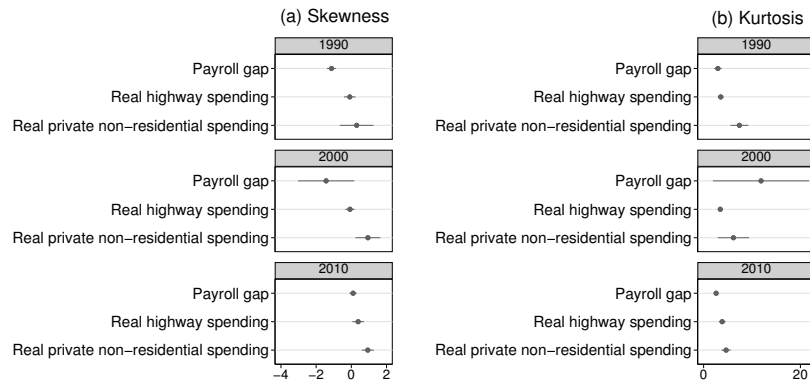 (a) Skewness
1990
Payroll gap
Real highway spending
Real private non−residential spending
2000
Payroll gap
Real highway spending
Real private non−residential spending
2010
Payroll gap
Real highway spending
Real private non−residential spending
−4 −2 0 2
(b) Kurtosis
1990
Payroll gap
Real highway spending
Real private non−residential spending
2000
Payroll gap
Real highway spending
Real private non−residential spending
2010
Payroll gap
Real highway spending
Real private non−residential spending
0 20